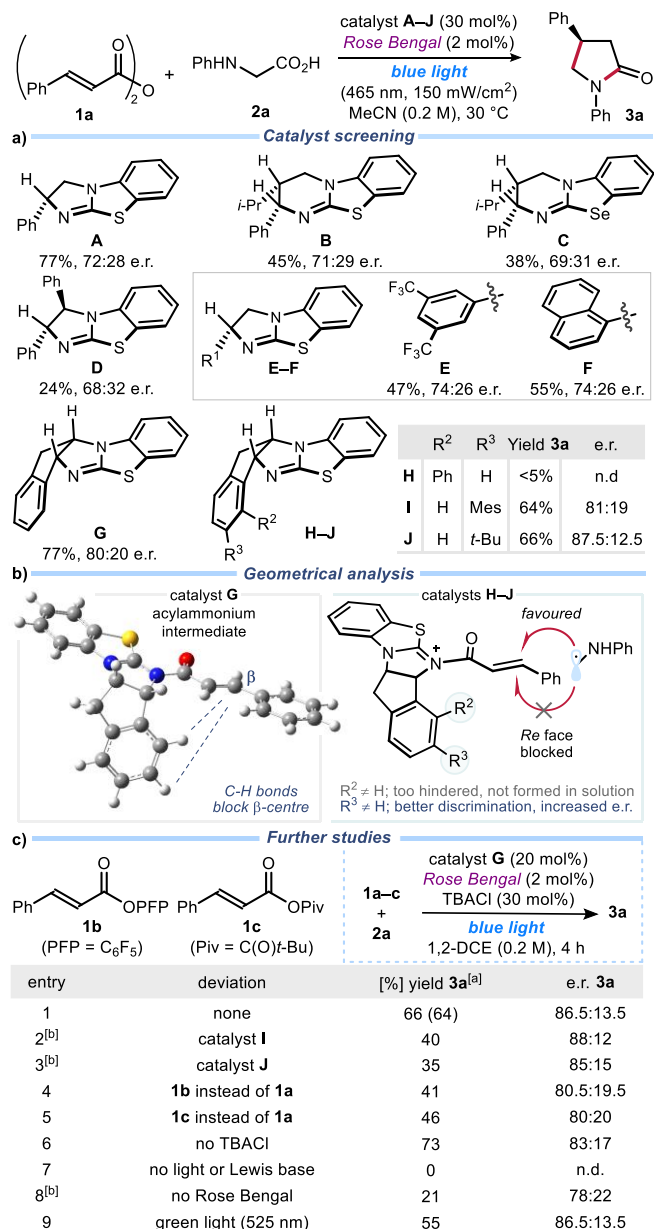 Ph
O
Ph
O
2
1a
+
PhHN
CO2H
2a
catalyst A–J (30 mol%)
Rose Bengal (2 mol%)
blue light
(465 nm, 150 mW/cm2)
MeCN (0.2 M), 30 °C
Ph
N
O
Ph
3a
a) Catalyst screening
H
Ph
N
N
S
A
77%, 72:28 e.r.
H
H
i-Pr
Ph
N
N
S
B
45%, 71:29 e.r.
H
H
i-Pr
Ph
N
N
Se
C
38%, 69:31 e.r.
Ph
H
Ph
N
N
S
D
24%, 68:32 e.r.
H
R1
N
N
S
E–F
F3C
CF3
E
47%, 74:26 e.r.
F
55%, 74:26 e.r.
H
H
N
N
S
G
77%, 80:20 e.r.
H
H
N
N
S
R2
R3
H–J
R2 R3 Yield 3a e.r.
H Ph H <5% n.d
I H Mes 64% 81:19
J H t-Bu 66% 87.5:12.5
b) Geometrical analysis
catalyst G
acylammonium
intermediate
β
C-H bonds
block β-centre
catalysts H–J
S
N
N
+
O
Ph
R2
R3
favoured
NHPh
Re face
blocked
R2 ≠ H; too hindered, not formed in solution
R3 ≠ H; better discrimination, increased e.r.
c) Further studies
O
Ph
OPFP
1b
(PFP = C6F5)
O
Ph
OPiv
1c
(Piv = C(O)t-Bu)
1a–c
+
2a
catalyst G (20 mol%)
Rose Bengal (2 mol%)
TBACl (30 mol%)
blue light
1,2-DCE (0.2 M), 4 h
3a
entry deviation [%] yield 3a[a] e.r. 3a
1 none 66 (64) 86.5:13.5
2[b] catalyst I 40 88:12
3[b] catalyst J 35 85:15
4 1b instead of 1a 41 80.5:19.5
5 1c instead of 1a 46 80:20
6 no TBACl 73 83:17
7 no light or Lewis base 0 n.d.
8[b] no Rose Bengal 21 78:22
9 green light (525 nm) 55 86.5:13.5